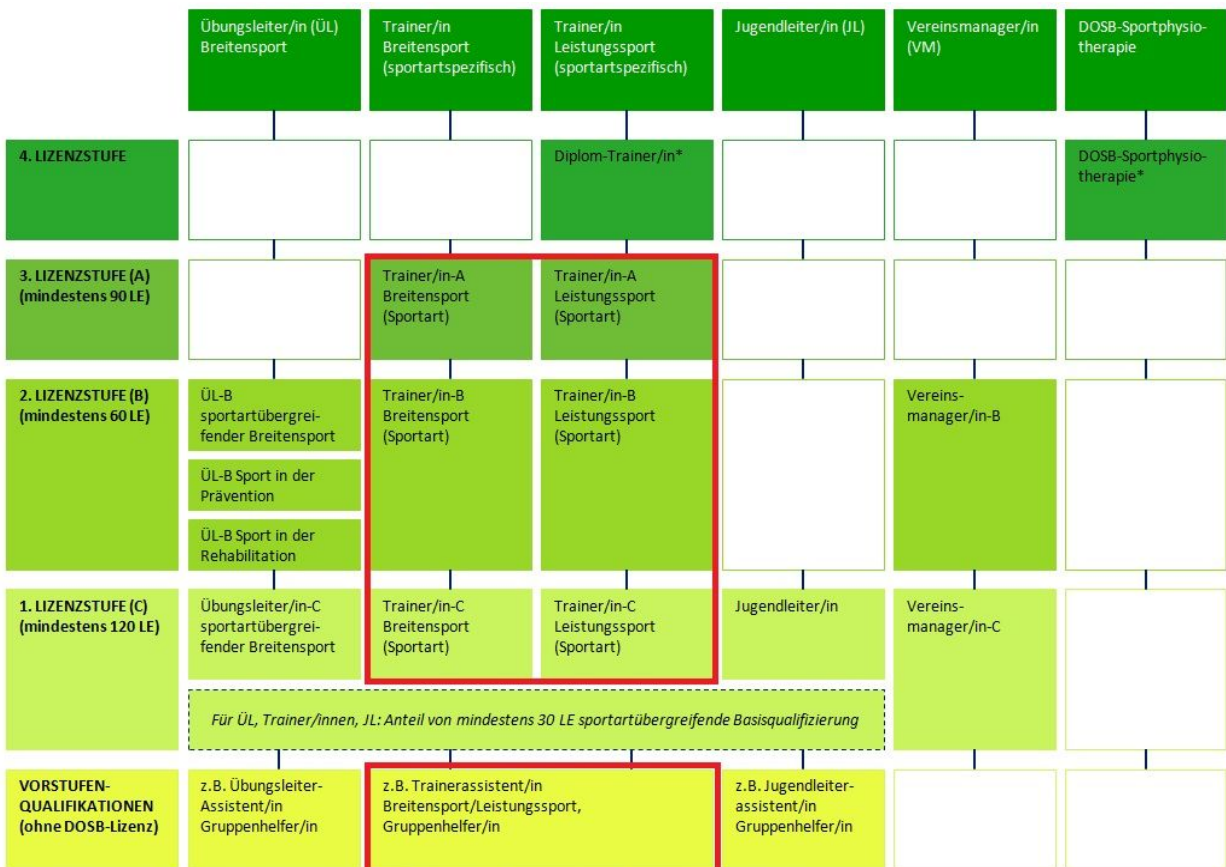 Übungsleiter/in (ÜL)
Breitensport
Trainer/in
Breitensport
(sportartspezifisch)
Trainer/in
Leistungssport
(sportartspezifisch)
Jugendleiter/in (JL)
Vereinsmanager/in
(VM)
DOSB-Sportphysio-
therapie
4. LIZENZSTUFE
Diplom-Trainer/in*
DOSB-Sportphysio-
therapie*
3. LIZENZSTUFE (A)
(mindestens 90 LE)
Trainer/in-A
Breitensport
(Sportart)
Trainer/in-A
Leistungssport
(Sportart)
2. LIZENZSTUFE (B)
(mindestens 60 LE)
ÜL-B
sportartübergrei-
fender Breitensport
ÜL-B Sport in der
Prävention
ÜL-B Sport in der
Rehabilitation
Trainer/in-B
Breitensport
(Sportart)
Trainer/in-B
Leistungssport
(Sportart)
Vereins-
manager/in-B
1. LIZENZSTUFE (C)
(mindestens 120 LE)
Übungsleiter/in-C
sportartübergrei-
fender Breitensport
Trainer/in-C
Breitensport
(Sportart)
Trainer/in-C
Leistungssport
(Sportart)
Jugendleiter/in
Vereins-
manager/in-C
Für ÜL, Trainer/innen, JL: Anteil von mindestens 30 LE sportartübergreifende Basisqualifizierung
VORSTUFEN-
QUALIFIKATIONEN
(ohne DOSB-Lizenz)
z.B. Übungsleiter-
Assistent/in
Gruppenhelfer/in
z.B. Trainerassistent/in
Breitensport/Leistungssport,
Gruppenhelfer/in
z.B. Jugendleiter-
assistent/in
Gruppenhelfer/in